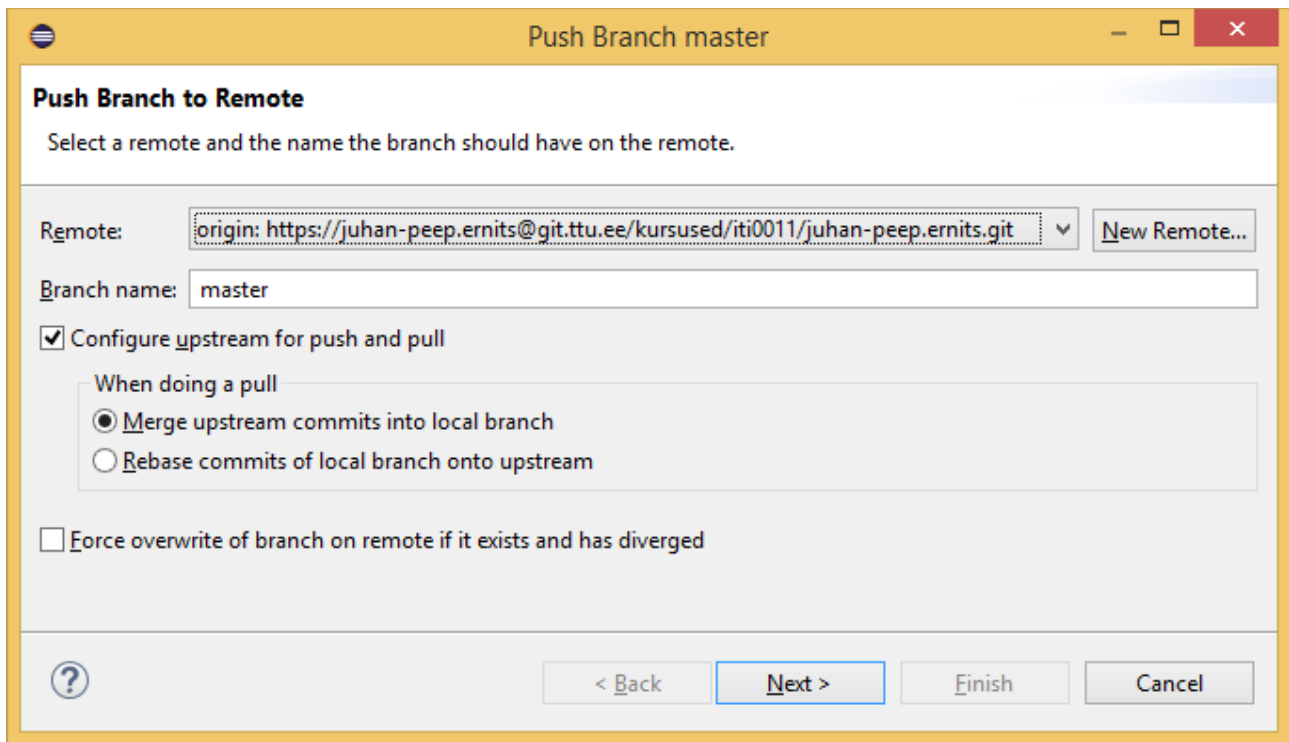 Push Branch master
Push Branch to Remote
Select a remote and the name the branch should have on the remote.
Remote: origin: https://juhan-peep.ernits@git.ttu.ee/kursused/iti0011/juhan-peep.ernits.git New Remote...
Branch name: master
Configure upstream for push and pull
When doing a pull
Merge upstream commits into local branch
Rebase commits of local branch onto upstream
Force overwrite of branch on remote if it exists and has diverged
? < Back Next > Finish Cancel